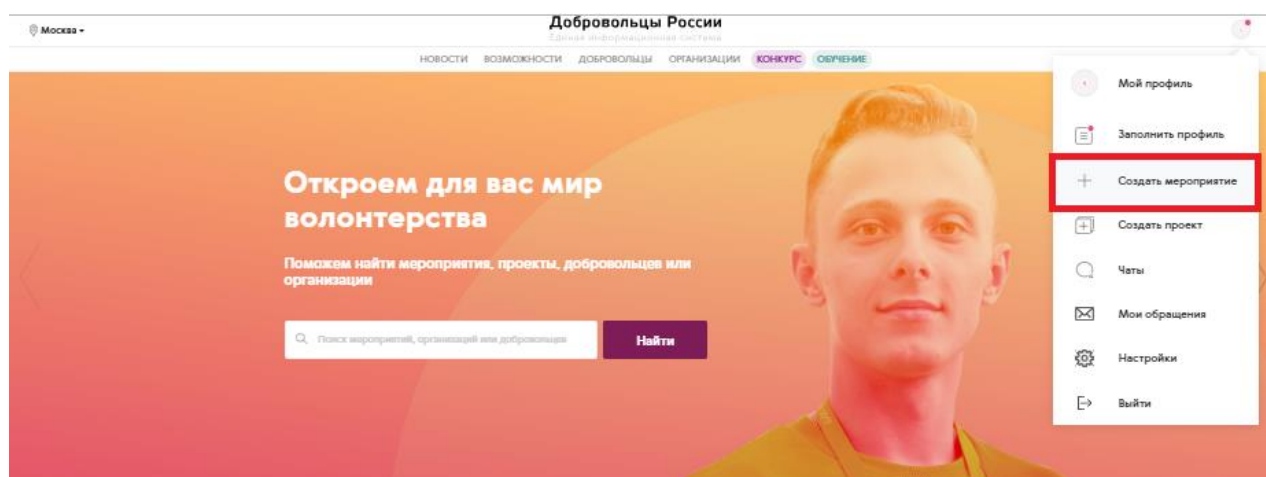 Москва
Добровольцы России
Единая информационная система
НОВОСТИ ВОЗМОЖНОСТИ ДОБРОВОЛЬЦЫ ОРГАНИЗАЦИИ КОНКУРС ОБУЧЕНИЕ
Откроем для вас мир
волонтерства
Поможем найти мероприятия, проекты, добровольцев или
организации
Поиск мероприятий, организаций или добровольцев
Найти
Мой профиль
Заполнить профиль
Создать мероприятие
Создать проект
Чаты
Мои обращения
Настройки
Выйти